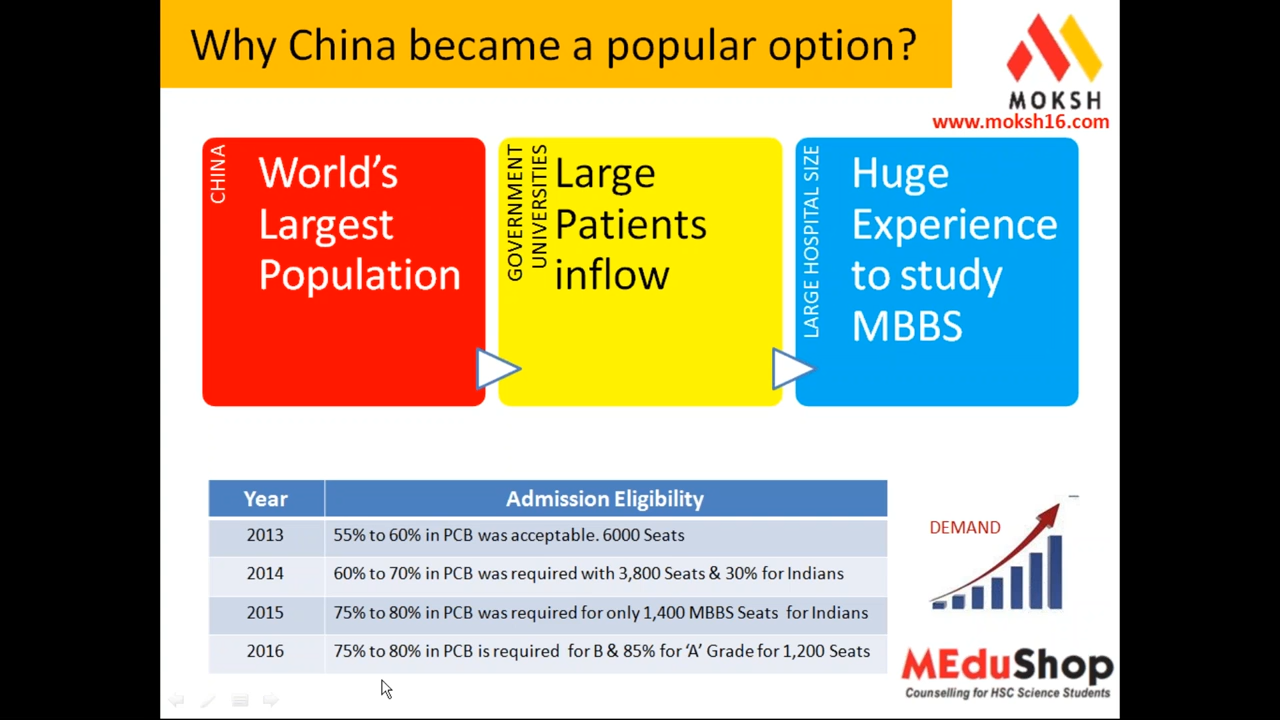 Why China became a popular option?
MOKSH
www.moksh16.com
CHINA
World's
Largest
Population
GOVERNMENT
UNIVERSITIES
Large
Patients
inflow
LARGE HOSPITAL SIZE
Huge
Experience
to study
MBBS
Year Admission Eligibility
2013 55% to 60% in PCB was acceptable. 6000 Seats
2014 60% to 70% in PCB was required with 3,800 Seats & 30% for Indians
2015 75% to 80% in PCB was required for only 1,400 MBBS Seats for Indians
2016 75% to 80% in PCB is required for B & 85% for 'A' Grade for 1,200 Seats
DEMAND
MEduShop
Counselling for HSC Science Students